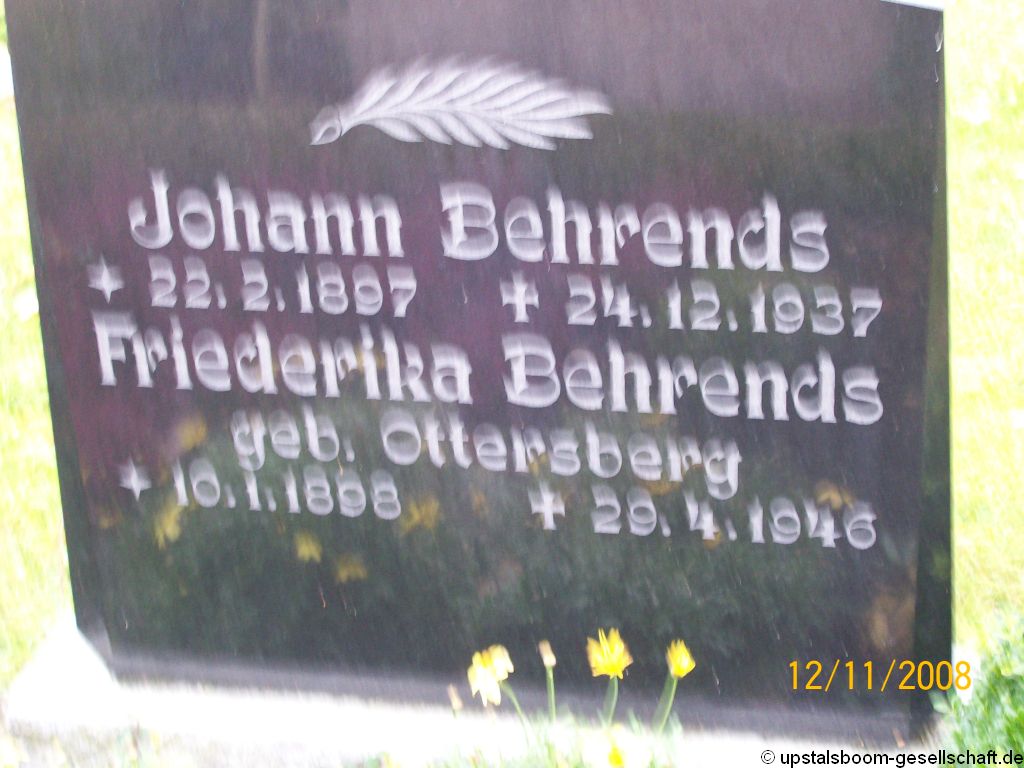 Johann Behrends
22.2.1897 24.12.1937
Friederika Behrends
geb. Ottersberg
10.1.1898 29.4.1946
12/11/2008
© upstalsboom-gesellschaft.de